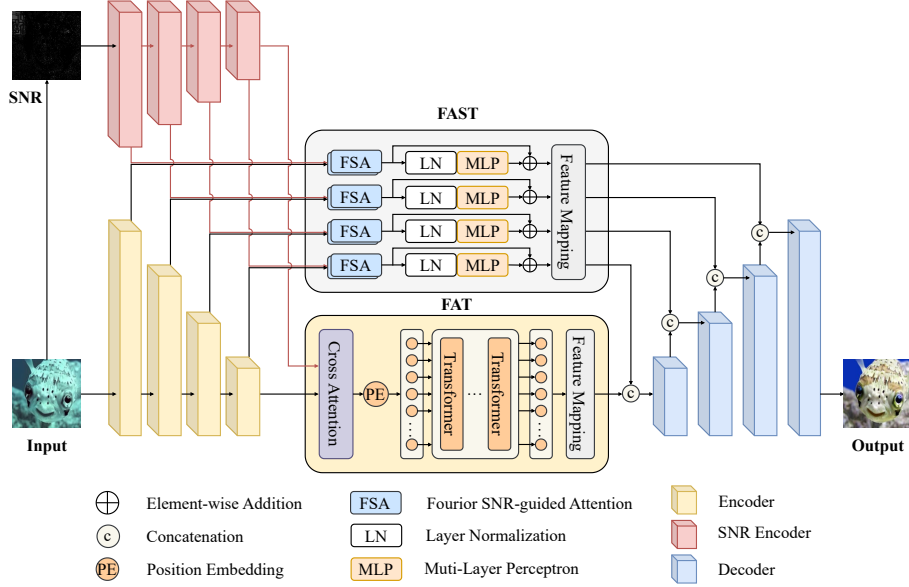 SNR
FAST
FSA LN MLP
FSA LN MLP
FSA LN MLP
FSA LN MLP
Feature Mapping
FAT
Cross Attention
PE
Transformer
...
Transformer
Feature Mapping
c
c
c
c
Input
Output
Element-wise Addition
FSA Fourior SNR-guided Attention
Encoder
c Concatenation
LN Layer Normalization
SNR Encoder
PE Position Embedding
MLP Muti-Layer Perceptron
Decoder